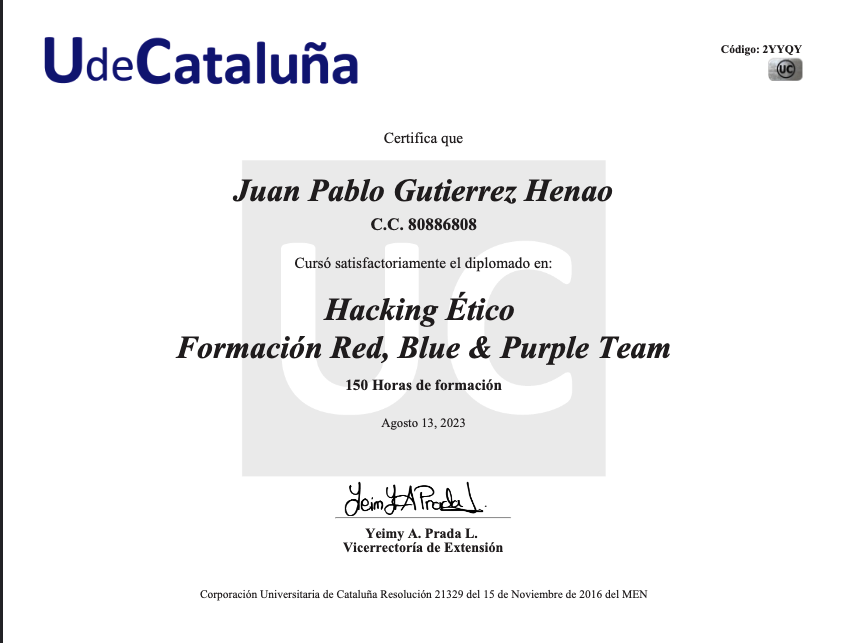 UdeCataluña
Código: 2YYQY
UC
Certifica que
Juan Pablo Gutierrez Henao
C.C. 80886808
Cursó satisfactoriamente el diplomado en:
Hacking Ético
Formación Red, Blue & Purple Team
150 Horas de formación
Agosto 13, 2023
UC
Yeimy A Prada L.
Yeimy A. Prada L.
Vicerrectoría de Extensión
Corporación Universitaria de Cataluña Resolución 21329 del 15 de Noviembre de 2016 del MEN